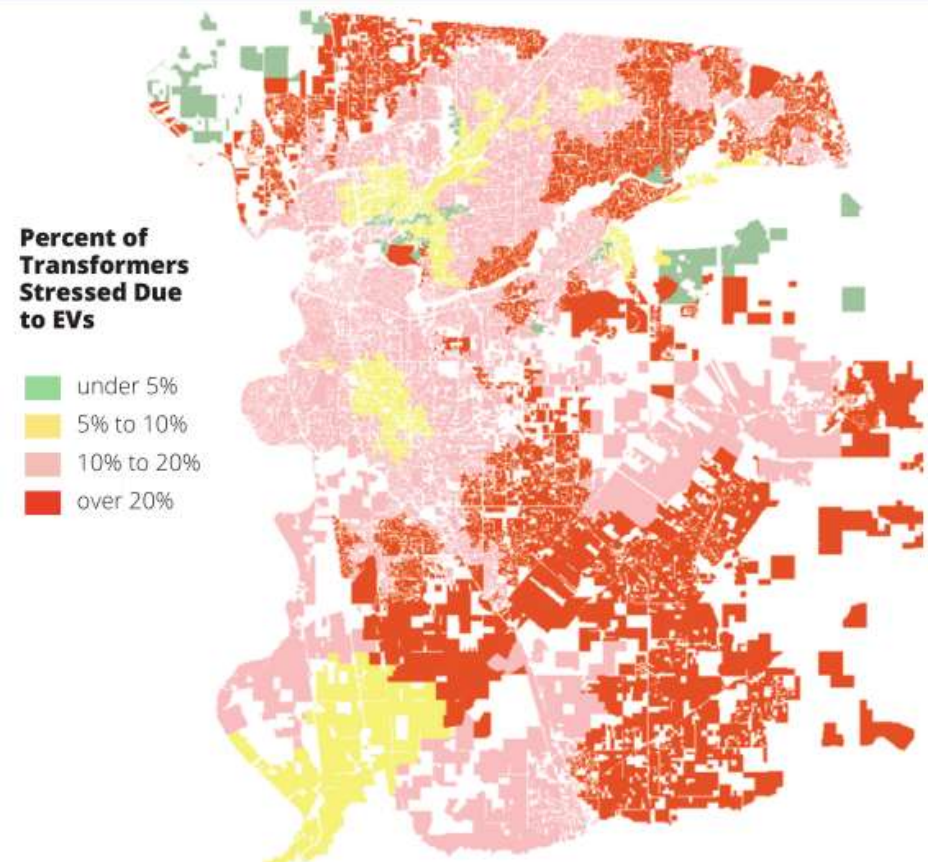 Percent of
Transformers
Stressed Due
to EVs
under 5%
5% to 10%
10% to 20%
over 20%